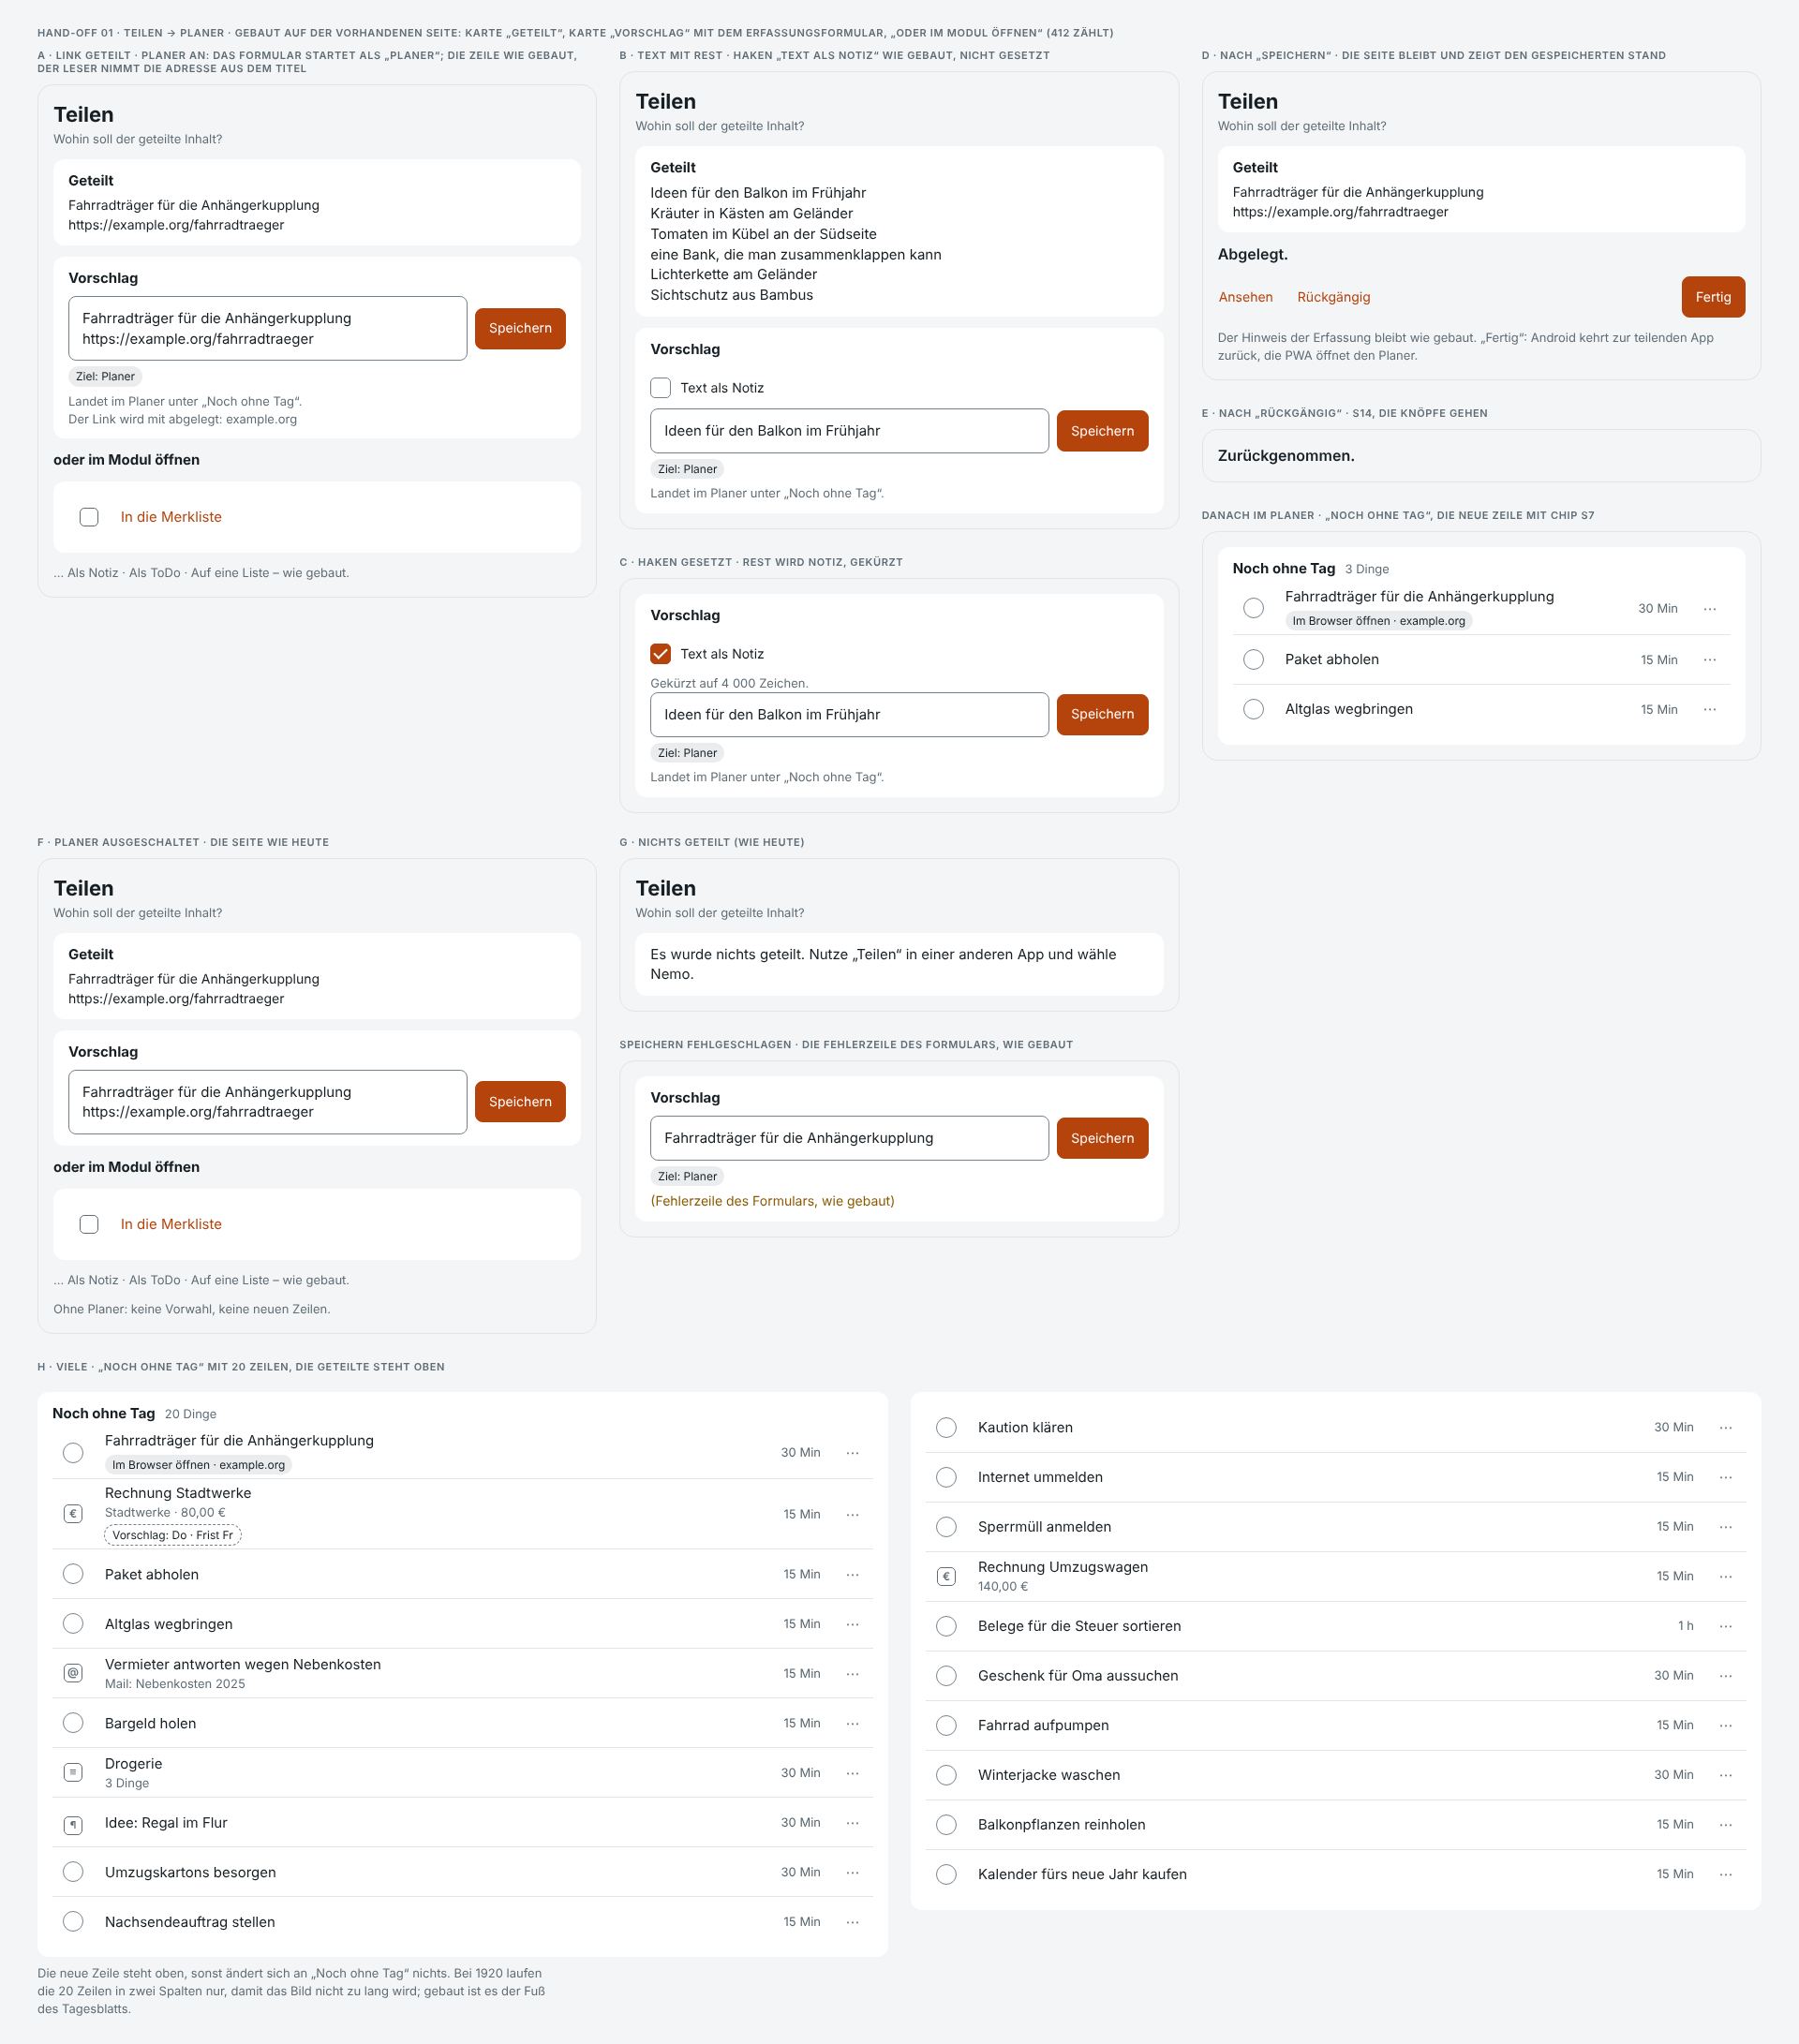 HAND-OFF 01 · TEILEN → PLANER · GEBAUT AUF DER VORHANDENEN SEITE: KARTE „GETEILT“, KARTE „VORSCHLAG“ MIT DEM ERFASSUNGSFORMULAR, „ODER IM MODUL ÖFFNEN“ (412 ZÄHLT)
A · LINK GETEILT · PLANER AN: DAS FORMULAR STARTET ALS „PLANER“; DIE ZEILE WIE GEBAUT,
DER LESER NIMMT DIE ADRESSE AUS DEM TITEL
Teilen
Wohin soll der geteilte Inhalt?
Geteilt
Fahrradträger für die Anhängerkupplung
https://example.org/fahrradtraeger
Vorschlag
Fahrradträger für die Anhängerkupplung
https://example.org/fahrradtraeger
Speichern
Ziel: Planer
Landet im Planer unter „Noch ohne Tag“.
Der Link wird mit abgelegt: example.org
oder im Modul öffnen
In die Merkliste
… Als Notiz · Als ToDo · Auf eine Liste – wie gebaut.
B · TEXT MIT REST · HAKEN „TEXT ALS NOTIZ“ WIE GEBAUT, NICHT GESETZT
Teilen
Wohin soll der geteilte Inhalt?
Geteilt
Ideen für den Balkon im Frühjahr
Kräuter in Kästen am Geländer
Tomaten im Kübel an der Südseite
eine Bank, die man zusammenklappen kann
Lichterkette am Geländer
Sichtschutz aus Bambus
Vorschlag
Text als Notiz
Ideen für den Balkon im Frühjahr
Speichern
Ziel: Planer
Landet im Planer unter „Noch ohne Tag“.
C · HAKEN GESETZT · REST WIRD NOTIZ, GEKÜRZT
Vorschlag
Text als Notiz
Gekürzt auf 4 000 Zeichen.
Ideen für den Balkon im Frühjahr
Speichern
Ziel: Planer
Landet im Planer unter „Noch ohne Tag“.
D · NACH „SPEICHERN“ · DIE SEITE BLEIBT UND ZEIGT DEN GESPEICHERTEN STAND
Teilen
Wohin soll der geteilte Inhalt?
Geteilt
Fahrradträger für die Anhängerkupplung
https://example.org/fahrradtraeger
Abgelegt.
Ansehen
Rückgängig
Fertig
Der Hinweis der Erfassung bleibt wie gebaut. „Fertig“: Android kehrt zur teilenden App
zurück, die PWA öffnet den Planer.
E · NACH „RÜCKGÄNGIG“ · S14, DIE KNÖPFE GEHEN
Zurückgenommen.
DANACH IM PLANER · „NOCH OHNE TAG“, DIE NEUE ZEILE MIT CHIP S7
Noch ohne Tag 3 Dinge
Fahrradträger für die Anhängerkupplung
Im Browser öffnen · example.org
30 Min …
Paket abholen 15 Min …
Altglas wegbringen 15 Min …
F · PLANER AUSGESCHALTET · DIE SEITE WIE HEUTE
Teilen
Wohin soll der geteilte Inhalt?
Geteilt
Fahrradträger für die Anhängerkupplung
https://example.org/fahrradtraeger
Vorschlag
Fahrradträger für die Anhängerkupplung
https://example.org/fahrradtraeger
Speichern
oder im Modul öffnen
In die Merkliste
… Als Notiz · Als ToDo · Auf eine Liste – wie gebaut.
Ohne Planer: keine Vorwahl, keine neuen Zeilen.
G · NICHTS GETEILT (WIE HEUTE)
Teilen
Wohin soll der geteilte Inhalt?
Es wurde nichts geteilt. Nutze „Teilen“ in einer anderen App und wähle
Nemo.
SPEICHERN FEHLGESCHLAGEN · DIE FEHLERZEILE DES FORMULARS, WIE GEBAUT
Vorschlag
Fahrradträger für die Anhängerkupplung
Speichern
Ziel: Planer
(Fehlerzeile des Formulars, wie gebaut)
H · VIELE · „NOCH OHNE TAG“ MIT 20 ZEILEN, DIE GETEILTE STEHT OBEN
Noch ohne Tag 20 Dinge
Fahrradträger für die Anhängerkupplung
Im Browser öffnen · example.org
30 Min …
€ Rechnung Stadtwerke
Stadtwerke · 80,00 €
Vorschlag: Do · Frist Fr
15 Min …
Paket abholen 15 Min …
Altglas wegbringen 15 Min …
@ Vermieter antworten wegen Nebenkosten
Mail: Nebenkosten 2025
15 Min …
Bargeld holen 15 Min …
≡ Drogerie
3 Dinge
30 Min …
¶ Idee: Regal im Flur 30 Min …
Umzugskartons besorgen 30 Min …
Nachsendeauftrag stellen 15 Min …
Kaution klären 30 Min …
Internet ummelden 15 Min …
Sperrmüll anmelden 15 Min …
€ Rechnung Umzugswagen
140,00 €
15 Min …
Belege für die Steuer sortieren 1 h …
Geschenk für Oma aussuchen 30 Min …
Fahrrad aufpumpen 15 Min …
Winterjacke waschen 30 Min …
Balkonpflanzen reinholen 15 Min …
Kalender fürs neue Jahr kaufen 15 Min …
Die neue Zeile steht oben, sonst ändert sich an „Noch ohne Tag“ nichts. Bei 1920 laufen
die 20 Zeilen in zwei Spalten nur, damit das Bild nicht zu lang wird; gebaut ist es der Fuß
des Tagesblatts.